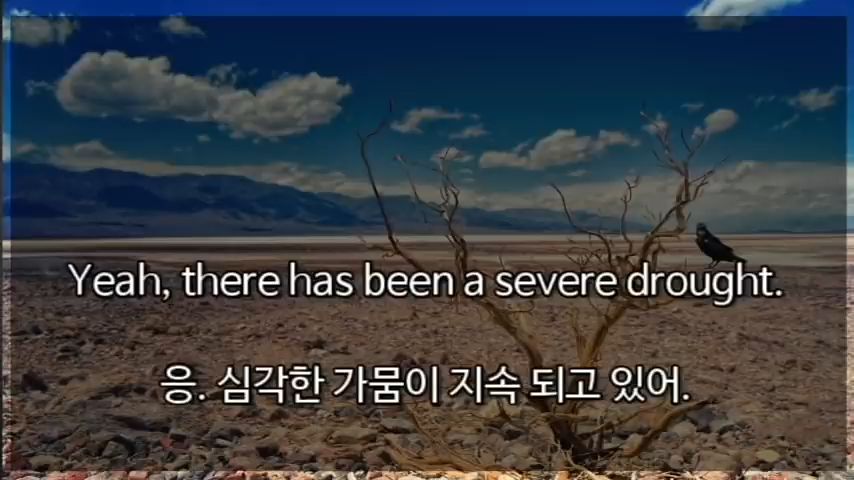 Yeah, there has been a severe drought.
응. 심각한 가뭄이 지속 되고 있어.